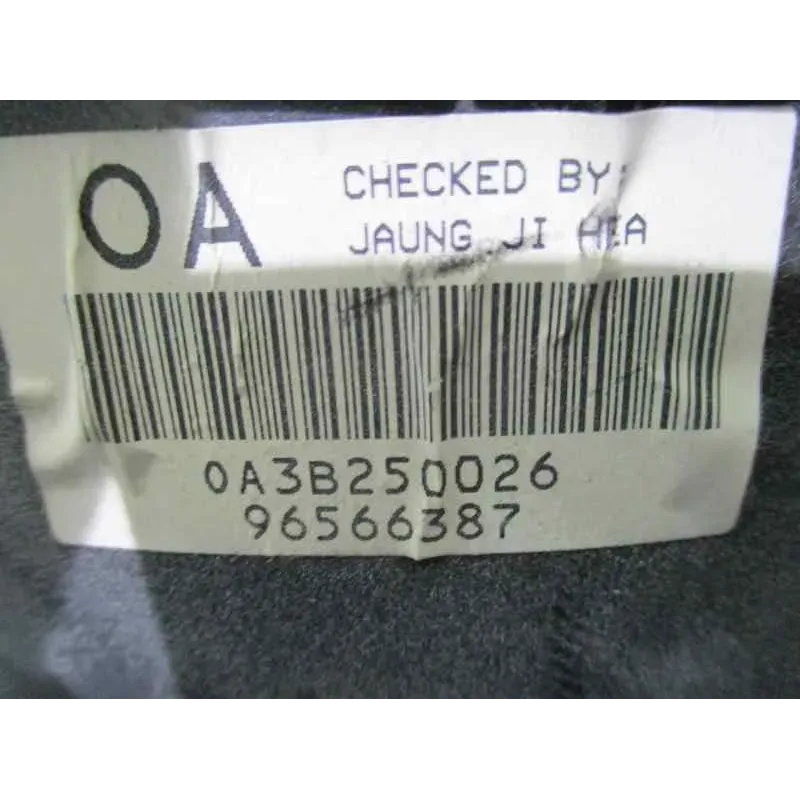 OA
CHECKED BY:
JAUNG JI HEA
0A3B250026
96566387